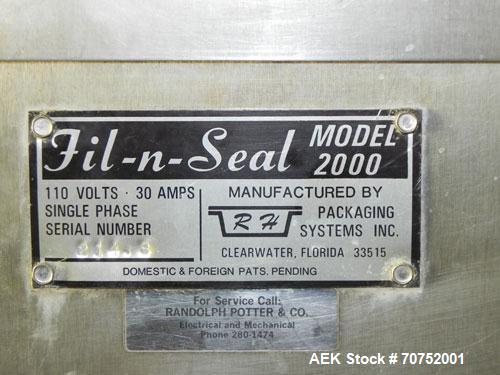 Fil-n-Seal MODEL 2000
110 VOLTS · 30 AMPS
SINGLE PHASE
SERIAL NUMBER
MANUFACTURED BY
R H PACKAGING
SYSTEMS INC.
CLEARWATER, FLORIDA 33515
DOMESTIC & FOREIGN PATS. PENDING
For Service Call:
RANDOLPH POTTER & CO.
Electrical and Mechanical
Phone 280-1474
AEK Stock # 70752001